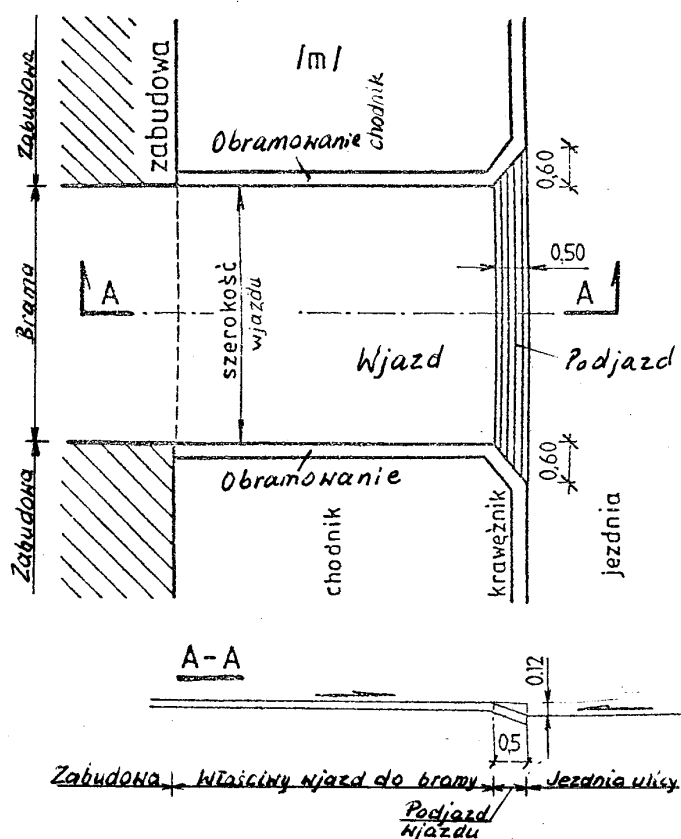 /m/
Zabudowa
zabudowa
chodnik
Obramowanie
0,60
Brama
szerokość
wjazdu
0,50
A
A
Wjazd
Podjazd
Zabudowa
Obramowanie
0,60
chodnik
krawężnik
jezdnia
A-A
0.12
0,5
Zabudowa
Właściwy wjazd do bramy
Jezdnia ulicy
Podjazd
wjazdu